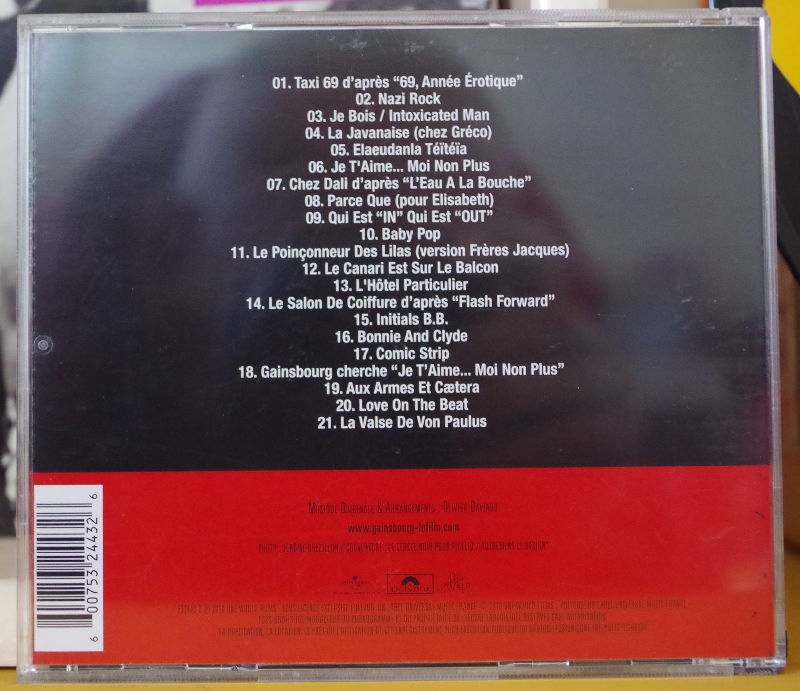 01. Taxi 69 d'après “69, Année Érotique”
02. Nazi Rock
03. Je Bois / Intoxicated Man
04. La Javanaise (chez Gréco)
05. Elaeudanla Téïtéïa
06. Je T'Aime... Moi Non Plus
07. Chez Dali d'après “L'Eau A La Bouche”
08. Parce Que (pour Elisabeth)
09. Qui Est “IN” Qui Est “OUT”
10. Baby Pop
11. Le Poinçonneur Des Lilas (version Frères Jacques)
12. Le Canari Est Sur Le Balcon
13. L'Hôtel Particulier
14. Le Salon De Coiffure d'après “Flash Forward”
15. Initials B.B.
16. Bonnie And Clyde
17. Comic Strip
18. Gainsbourg cherche “Je T'Aime... Moi Non Plus”
19. Aux Armes Et Cætera
20. Love On The Beat
21. La Valse De Von Paulus
6 00753 24432 6
Musique Originale & Arrangements : Olivier Daviaud
www.gainsbourg-lefilm.com
Polydor